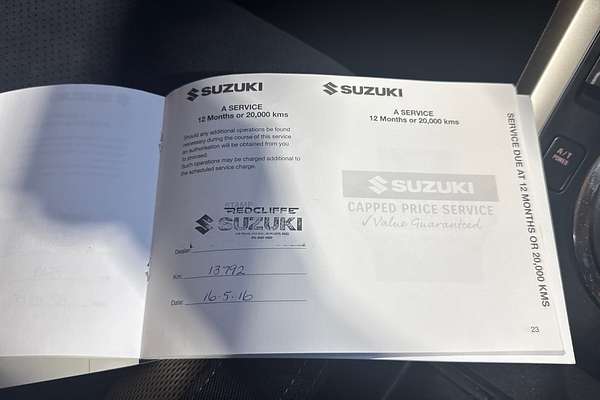 SUZUKI
A SERVICE
12 Months or 20,000 kms
Should any additional operations be found
necessary during the course of this service
an authorisation will be obtained from you
to proceed.
Such operations may be charged additional to
the scheduled service charge.
STAMP
REDCLIFFE
SUZUKI
Dealer:
Km: 13792
Date: 16-5-16
SUZUKI
A SERVICE
12 Months or 20,000 kms
SUZUKI
CAPPED PRICE SERVICE
Value Guaranteed
SERVICE DUE AT 12 MONTHS OR 20,000 KMS
23
A/T
POWER